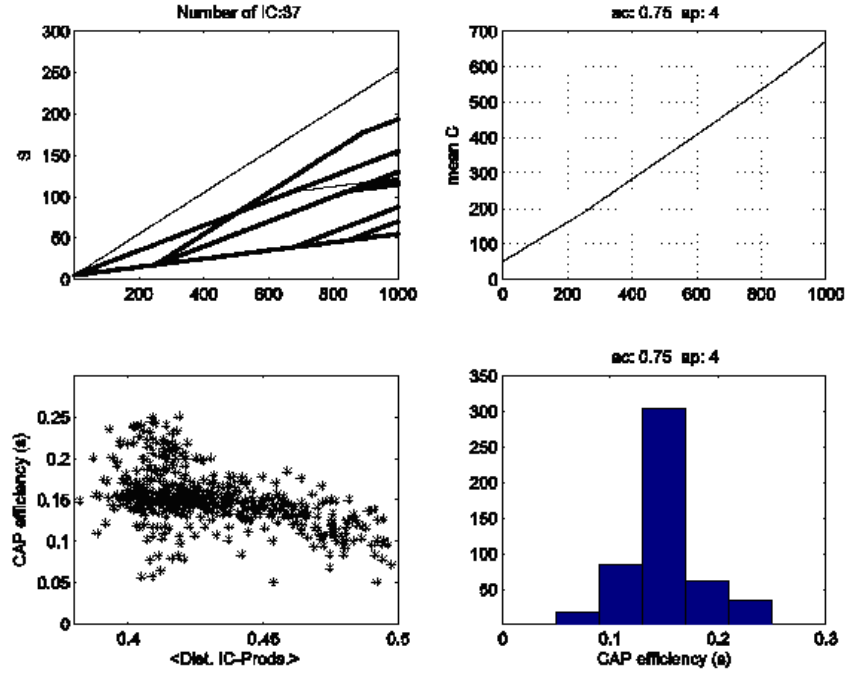 Number of IC:37
300
250
200
150
100
50
0
S
200 400 600 800 1000
ac: 0.75 ap: 4
700
600
500
400
300
200
100
0
mean C
0 200 400 600 800 1000
0.25
0.2
0.15
0.1
0.05
0
CAP efficiency (s)
0.4 0.45 0.5
<Dist. IC-Prods.>
ac: 0.75 ap: 4
350
300
250
200
150
100
50
0 0.1 0.2 0.3
CAP efficiency (s)